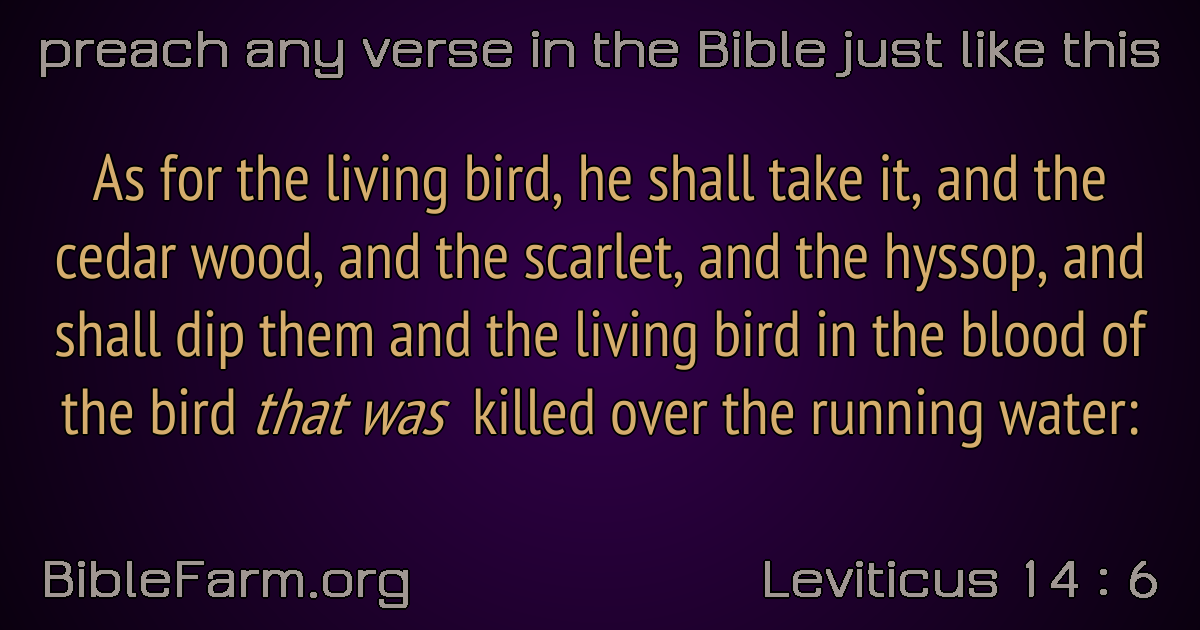 preach any verse in the Bible just like this
As for the living bird, he shall take it, and the
cedar wood, and the scarlet, and the hyssop, and
shall dip them and the living bird in the blood of
the bird that was killed over the running water:
BibleFarm.org
Leviticus 14 : 6